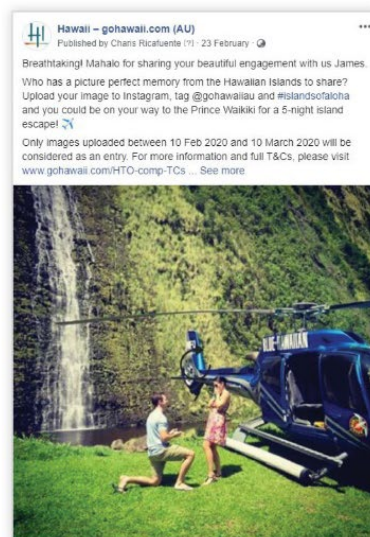 Hawaii – gohawaii.com (AU)
Published by Charis Ricafuente [?] · 23 February ·
Breathtaking! Mahalo for sharing your beautiful engagement with us James.
Who has a picture perfect memory from the Hawaiian Islands to share?
Upload your image to Instagram, tag @gohawaiiau and #islandsofaloha
and you could be on your way to the Prince Waikiki for a 5-night island
escape!
Only images uploaded between 10 Feb 2020 and 10 March 2020 will be
considered as an entry. For more information and full T&Cs, please visit
www.gohawaii.com/HTO-comp-TCs ... See more
BLUE HAWAIIAN